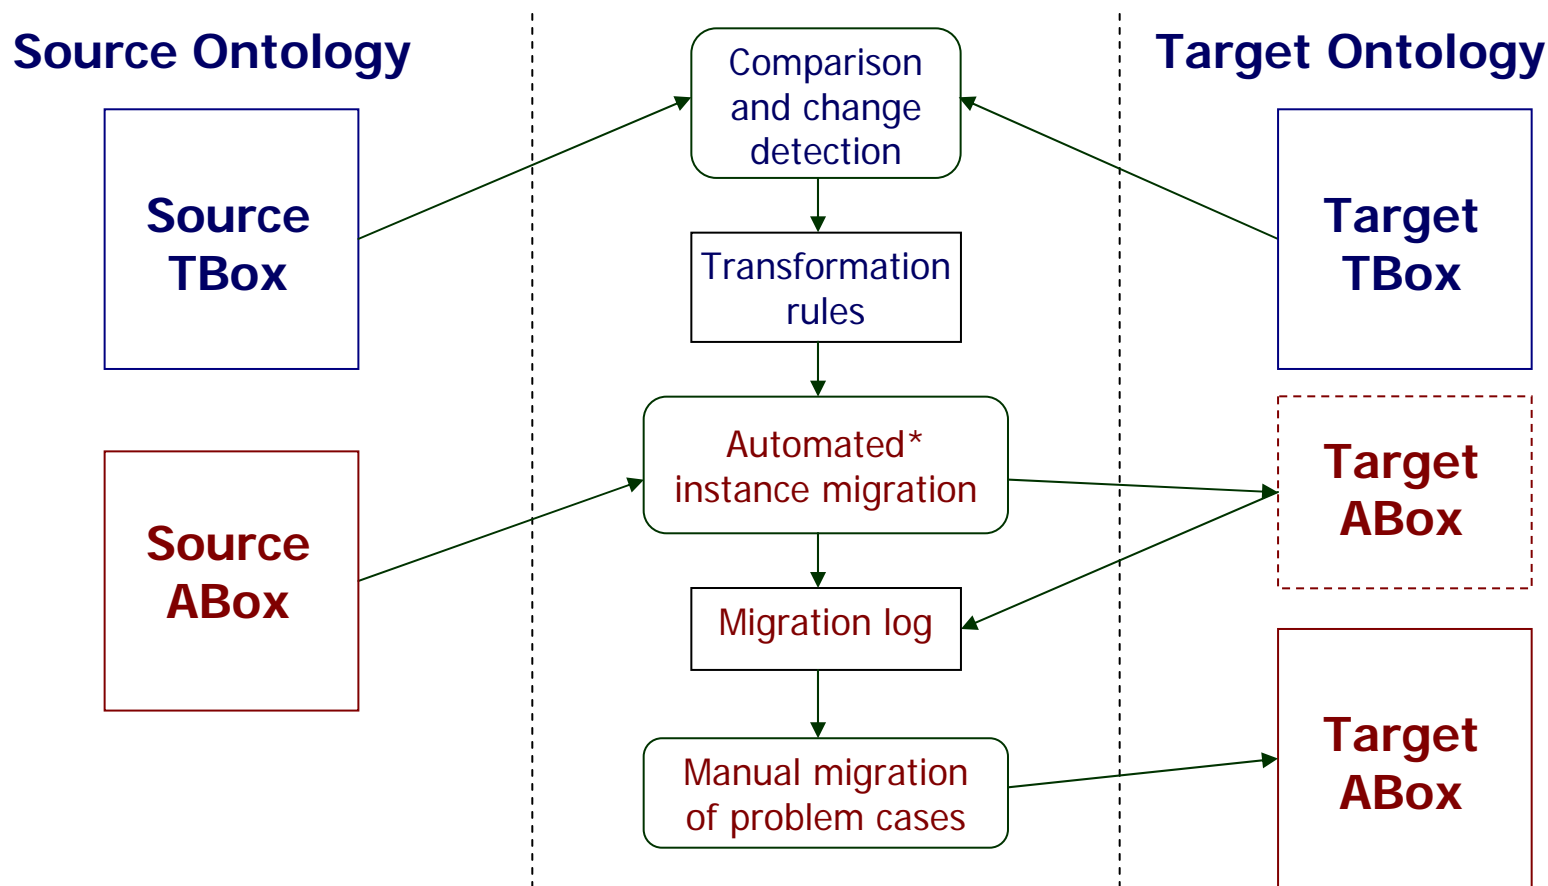 Source Ontology
Source
TBox
Source
ABox
Comparison
and change
detection
Transformation
rules
Automated*
instance migration
Migration log
Manual migration
of problem cases
Target Ontology
Target
TBox
Target
ABox
Target
ABox